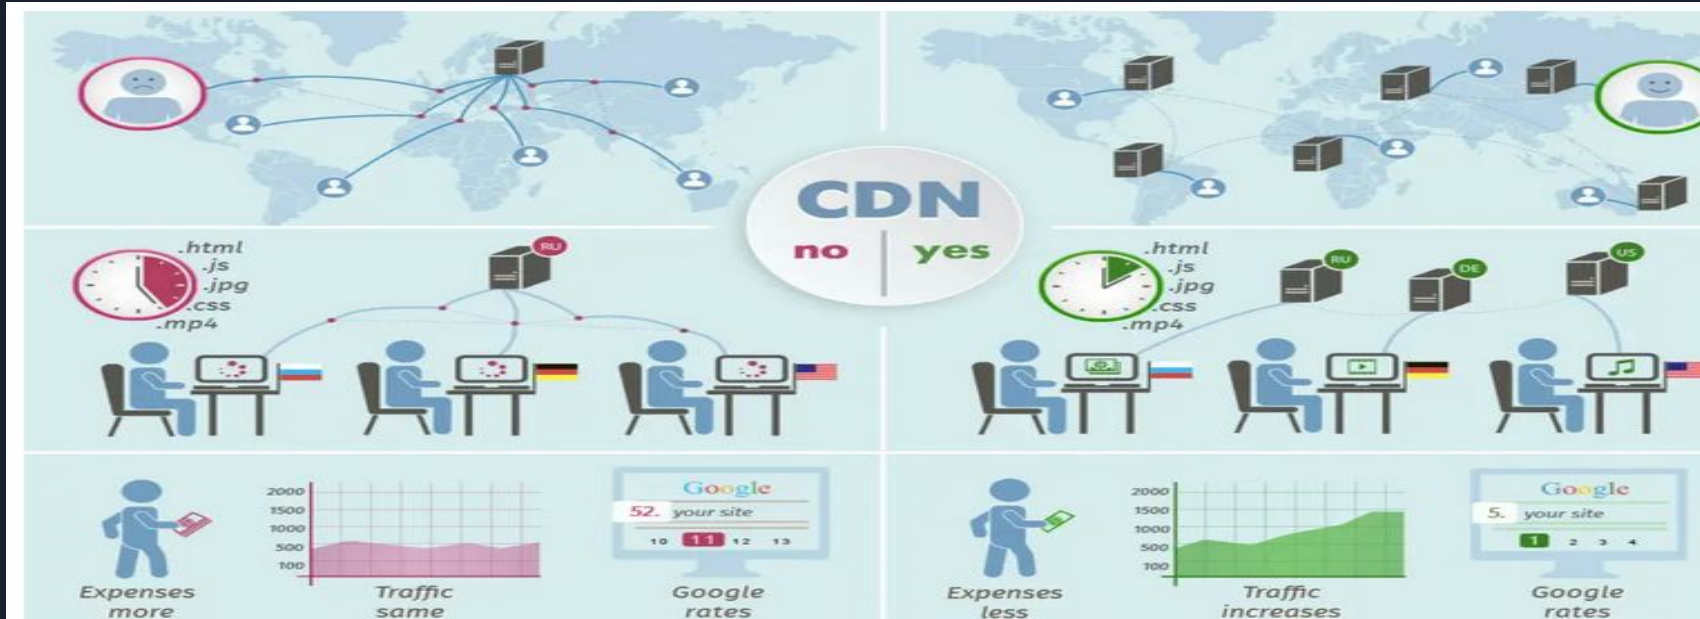 CDN
no yes
.html
.js
.jpg
.css
.mp4
RU
.html
.js
.jpg
.css
.mp4
RU
DE
US
2000
1500
1000
500
100
Google
52. your site
10 11 12 13
Expenses
more
Traffic
same
Google
rates
2000
1500
1000
500
100
Google
5. your site
1 2 3 4
Expenses
less
Traffic
increases
Google
rates